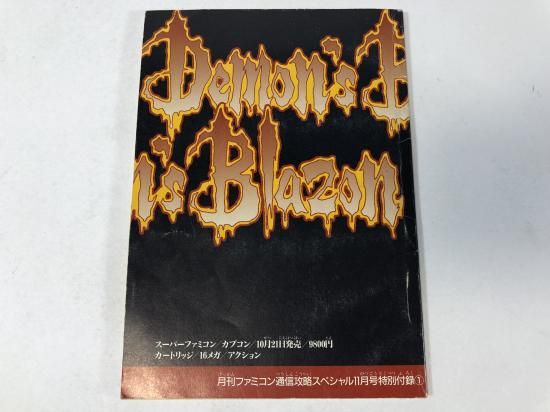 Demon's B
n's Blazon
スーパーファミコン/カプコン/10月21日発売/9800円
カートリッジ/16メガ/アクション
月刊ファミコン通信攻略スペシャル11月号特別付録①